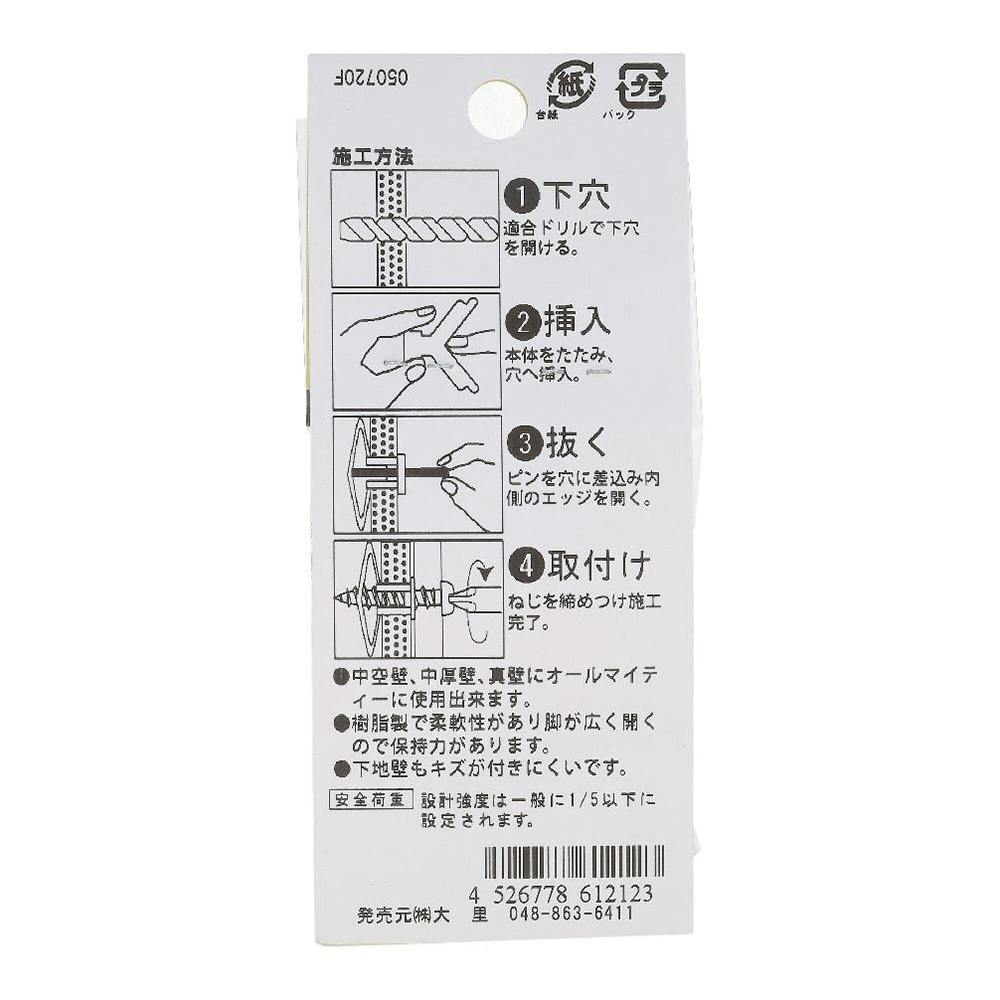 050720F
紙
台紙
プラ
パック
施工方法
1 下穴
適合ドリルで下穴
を開ける。
2 挿入
本体をたたみ、
穴へ挿入。
3 抜く
ピンを穴に差込み内
側のエッジを開く。
4 取付け
ねじを締めつけ施工
完了。
●中空壁、中厚壁、真壁にオールマイテ
ィーに使用出来ます。
●樹脂製で柔軟性があり脚が広く開く
ので保持力があります。
●下地壁もキズが付きにくいです。
安全荷重 設計強度は一般に1/5以下に
設定されます。
4 526778 612123
発売元㈱大 里 048-863-6411